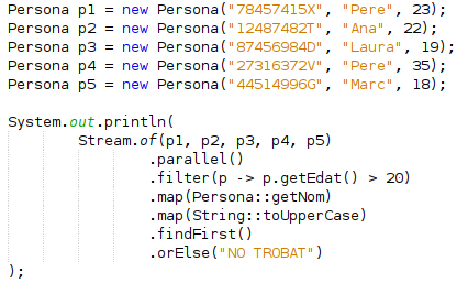 Persona p1 = new Persona("78457415X", "Pere", 23);
Persona p2 = new Persona("12487482T", "Ana", 22);
Persona p3 = new Persona("87456984D", "Laura", 19);
Persona p4 = new Persona("27316372V", "Pere", 35);
Persona p5 = new Persona("44514996G", "Marc", 18);

System.out.println(
        Stream.of(p1, p2, p3, p4, p5)
                .parallel()
                .filter(p -> p.getEdat() > 20)
                .map(Persona::getNom)
                .map(String::toUpperCase)
                .findFirst()
                .orElse("NO TROBAT")
);